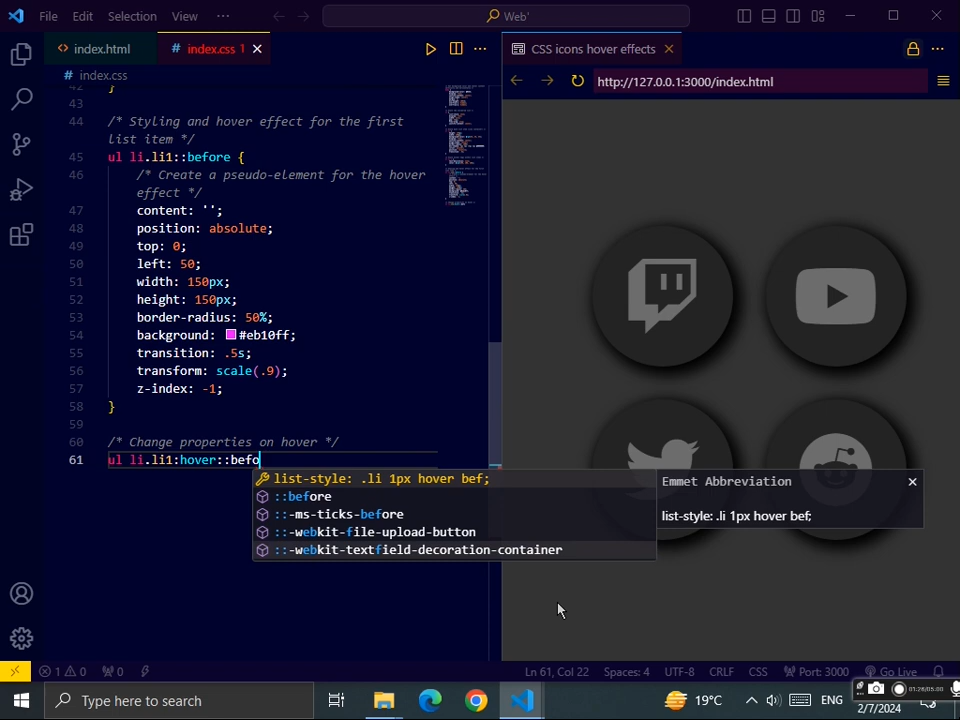 File Edit Selection View ··· Web'
index.html # index.css 1 CSS icons hover effects
# index.css
http://127.0.0.1:3000/index.html
42 }
43
44 /* Styling and hover effect for the first
list item */
45 ul li.li1::before {
46 /* Create a pseudo-element for the hover
effect */
47 content: '';
48 position: absolute;
49 top: 0;
50 left: 50;
51 width: 150px;
52 height: 150px;
53 border-radius: 50%;
54 background: #eb10ff;
55 transition: .5s;
56 transform: scale(.9);
57 z-index: -1;
58 }
59
60 /* Change properties on hover */
61 ul li.li1:hover::befo
list-style: .li 1px hover bef;
::before
::-ms-ticks-before
::-webkit-file-upload-button
::-webkit-textfield-decoration-container
Emmet Abbreviation
list-style: .li 1px hover bef;
1 0 0 Ln 61, Col 22 Spaces: 4 UTF-8 CRLF CSS Port: 3000 Go Live
Type here to search
19°C ENG
01:26/05:00
2/7/2024